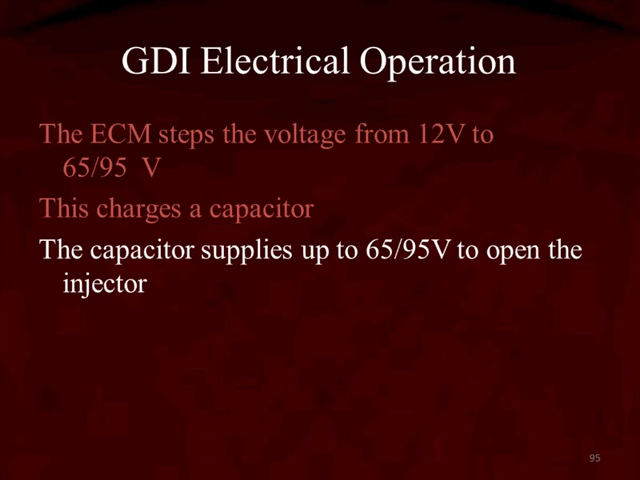 GDI Electrical Operation
The ECM steps the voltage from 12V to
65/95 V
This charges a capacitor
The capacitor supplies up to 65/95V to open the
injector
95